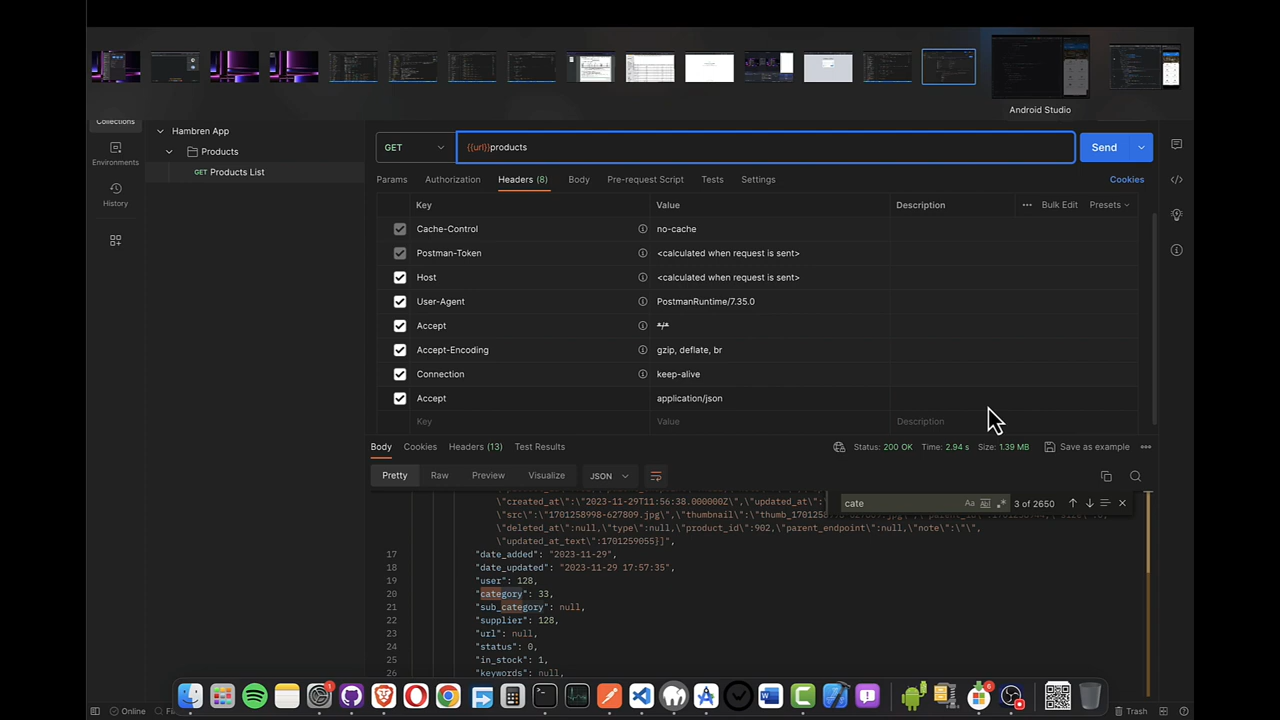 Android Studio
Collections
Environments
History
Hambren App
Products
GET Products List
GET
{{url}}products
Send
Params
Authorization
Headers (8)
Body
Pre-request Script
Tests
Settings
Cookies
Key Value Description
Bulk Edit
Presets
Cache-Control no-cache
Postman-Token <calculated when request is sent>
Host <calculated when request is sent>
User-Agent PostmanRuntime/7.35.0
Accept */*
Accept-Encoding gzip, deflate, br
Connection keep-alive
Accept application/json
Key Value Description
Body Cookies Headers (13) Test Results
Status: 200 OK Time: 2.94 s Size: 1.39 MB
Save as example
Pretty Raw Preview Visualize JSON
cate
Aa
3 of 2650
\"created_at\":\"2023-11-29T11:56:38.000000Z\",\"updated_at\":
\"src\":\"1701258998-627809.jpg\",\"thumbnail\":\"thumb_17012589
\"deleted_at\":null,\"type\":null,\"product_id\":902,\"parent_endpoint\":null,\"note\":\"\",
\"updated_at_text\":1701259055}]",
17 "date_added": "2023-11-29",
18 "date_updated": "2023-11-29 17:57:35",
19 "user": 128,
20 "category": 33,
21 "sub_category": null,
22 "supplier": 128,
23 "url": null,
24 "status": 0,
25 "in_stock": 1,
26 "keywords": null,
Online
Trash